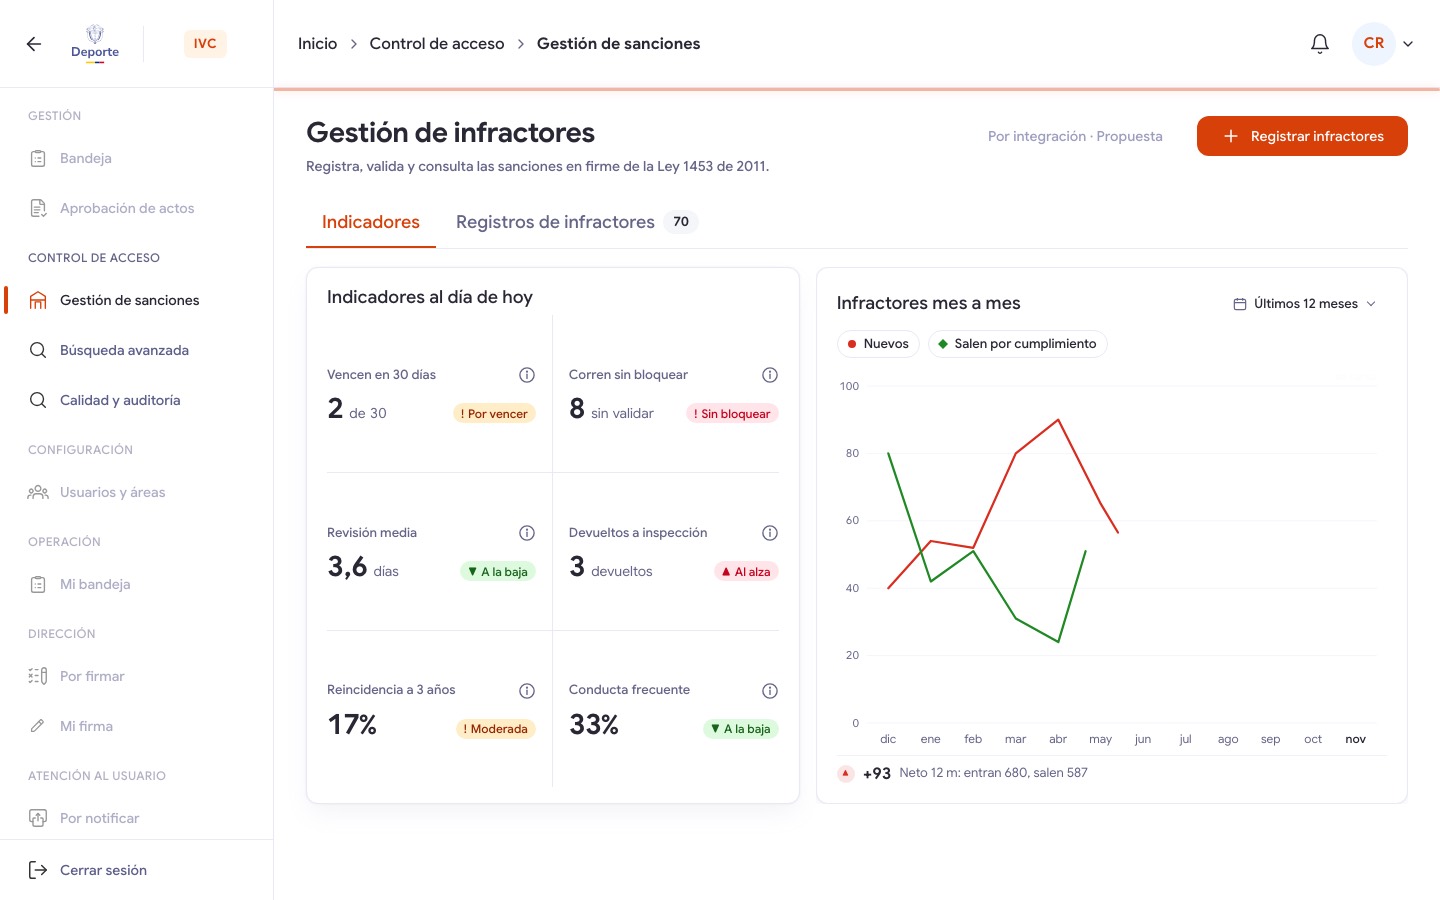 Deporte
IVC
Inicio > Control de acceso > Gestión de sanciones
CR
GESTIÓN
Bandeja
Aprobación de actos
CONTROL DE ACCESO
Gestión de sanciones
Búsqueda avanzada
Calidad y auditoría
CONFIGURACIÓN
Usuarios y áreas
OPERACIÓN
Mi bandeja
DIRECCIÓN
Por firmar
Mi firma
ATENCIÓN AL USUARIO
Por notificar
Cerrar sesión
Gestión de infractores
Registra, valida y consulta las sanciones en firme de la Ley 1453 de 2011.
Por integración · Propuesta
+ Registrar infractores
Indicadores
Registros de infractores 70
Indicadores al día de hoy
Vencen en 30 días
2 de 30
! Por vencer
Corren sin bloquear
8 sin validar
! Sin bloquear
Revisión media
3,6 días
▼ A la baja
Devueltos a inspección
3 devueltos
▲ Al alza
Reincidencia a 3 años
17%
! Moderada
Conducta frecuente
33%
▼ A la baja
Infractores mes a mes
Últimos 12 meses
Nuevos
Salen por cumplimiento
100
80
60
40
20
0
dic ene feb mar abr may jun jul ago sep oct nov
▲ +93 Neto 12 m: entran 680, salen 587